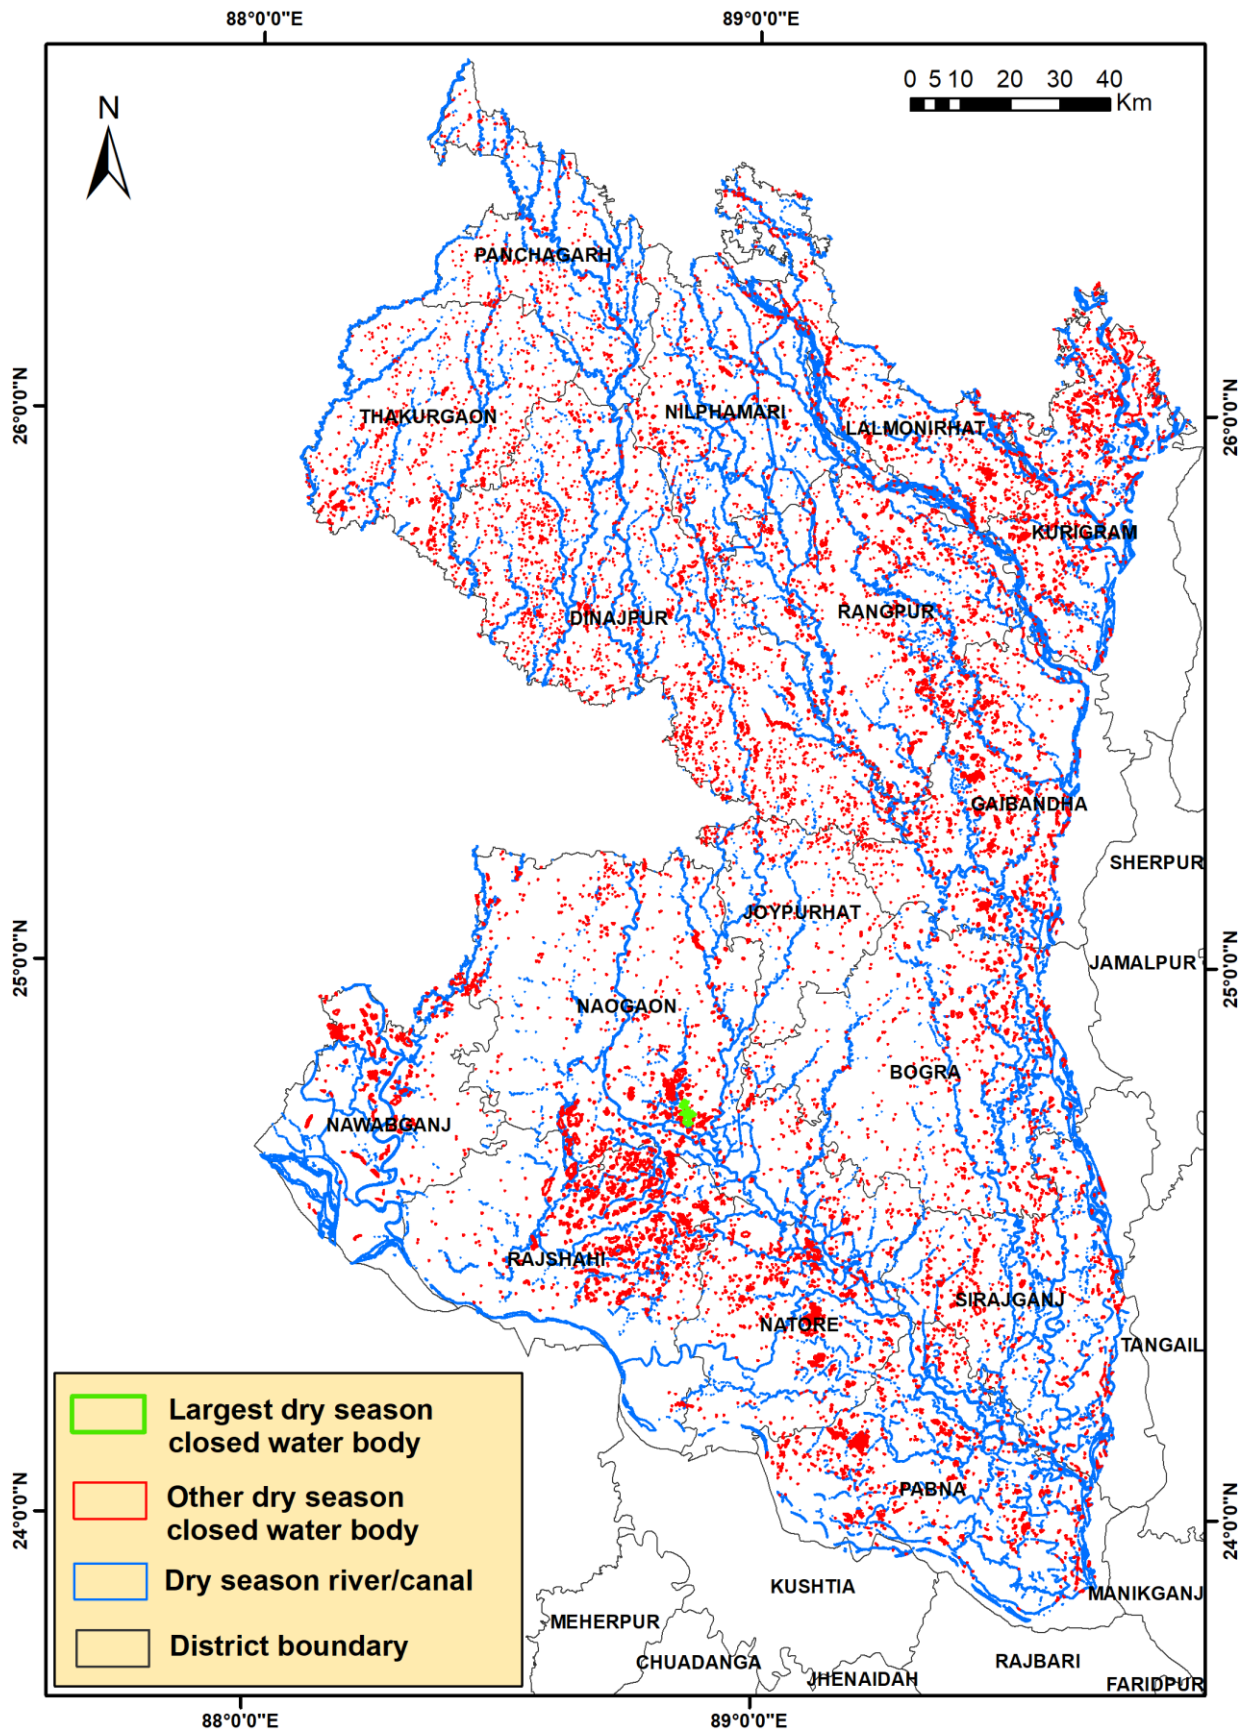 88°0'0"E 89°0'0"E
0 5 10 20 30 40
Km
N
PANCHAGARH
26°0'0"N
THAKURGAON
NILPHAMARI
LALMONIRHAT
26°0'0"N
KURIGRAM
DINAJPUR
RANGPUR
GAIBANDHA
SHERPUR
JOYPURHAT
25°0'0"N
JAMALPUR
25°0'0"N
NAOGAON
BOGRA
NAWABGANJ
RAJSHAHI
SIRAJGANJ
NATORE
TANGAIL
Largest dry season
closed water body
Other dry season
closed water body
Dry season river/canal
District boundary
PABNA
24°0'0"N
24°0'0"N
KUSHTIA
MANIKGANJ
MEHERPUR
CHUADANGA
RAJBARI
JHENAIDAH
FARIDPUR
88°0'0"E 89°0'0"E